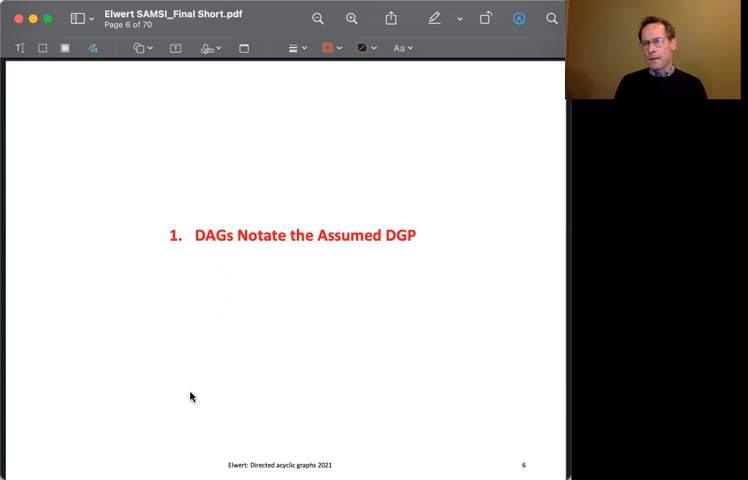 Elwert SAMSI_Final Short.pdf
Page 6 of 70
T
Aa
1. DAGs Notate the Assumed DGP
Elwert: Directed acyclic graphs 2021
6